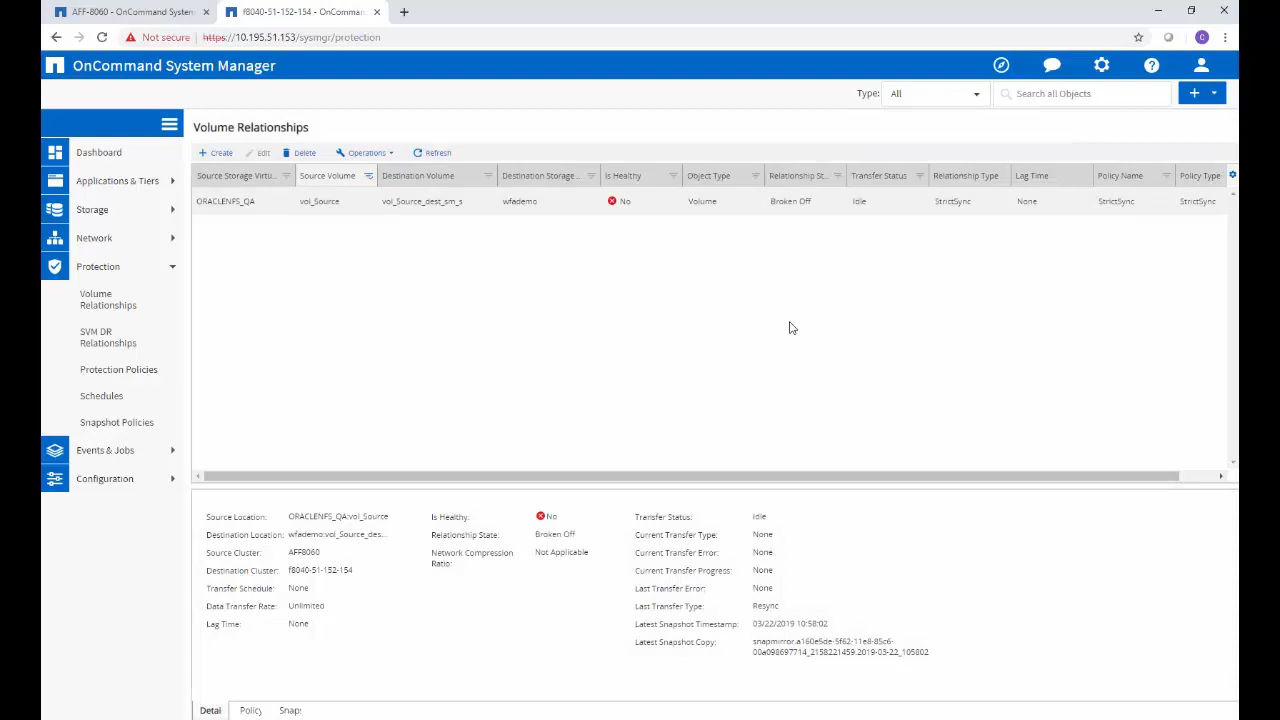 AFF-8060 - OnCommand System
f8040-51-152-154 - OnComman
Not secure
https://10.195.51.153/sysmgr/protection
C
OnCommand System Manager
Type:
All
Search all Objects
Volume Relationships
Create
Edit
Delete
Operations
Refresh
Source Storage Virtu...
Source Volume
Destination Volume
Destination Storage...
Is Healthy
Object Type
Relationship St...
Transfer Status
Relationship Type
Lag Time
Policy Name
Policy Type
ORACLENFS_QA
vol_Source
vol_Source_dest_sm_s
wfademo
No
Volume
Broken Off
Idle
StrictSync
None
StrictSync
StrictSync
Dashboard
Applications & Tiers
Storage
Network
Protection
Volume
Relationships
SVM DR
Relationships
Protection Policies
Schedules
Snapshot Policies
Events & Jobs
Configuration
Source Location:
ORACLENFS_QA:vol_Source
Destination Location:
wfademo:vol_Source_des...
Source Cluster:
AFF8060
Destination Cluster:
f8040-51-152-154
Transfer Schedule:
None
Data Transfer Rate:
Unlimited
Lag Time:
None
Is Healthy:
No
Relationship State:
Broken Off
Network Compression
Ratio:
Not Applicable
Transfer Status:
Idle
Current Transfer Type:
None
Current Transfer Error:
None
Current Transfer Progress:
None
Last Transfer Error:
None
Last Transfer Type:
Resync
Latest Snapshot Timestamp:
03/22/2019 10:58:02
Latest Snapshot Copy:
snapmirror.a160e5de-5f62-11e8-85c6-
00a098697714_2158221459.2019-03-22_105802
Detai
Policy
Snap: